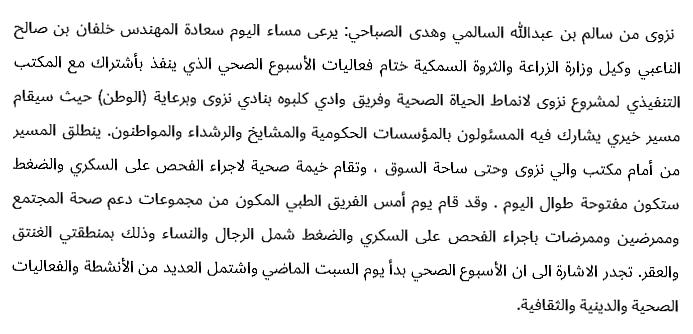 نزوى من سالم بن عبدالله السالمي وهدى الصباحي: يرعى مساء اليوم سعادة المهندس خلفان بن صالح
الناعبي وكيل وزارة الزراعة والثروة السمكية ختام فعاليات الأسبوع الصحي الذي ينفذ بأشتراك مع المكتب
التنفيذي لمشروع نزوى لانماط الحياة الصحية وفريق وادي كلبوه بنادي نزوى وبرعاية (الوطن) حيث سيقام
مسير خيري يشارك فيه المسئولون بالمؤسسات الحكومية والمشايخ والرشداء والمواطنون. ينطلق المسير
من أمام مكتب والي نزوى وحتى ساحة السوق ، وتقام خيمة صحية لاجراء الفحص على السكري والضغط
ستكون مفتوحة طوال اليوم . وقد قام يوم أمس الفريق الطبي المكون من مجموعات دعم صحة المجتمع
وممرضين وممرضات باجراء الفحص على السكري والضغط شمل الرجال والنساء وذلك بمنطقتي الغنتق
والعقر. تجدر الاشارة الى ان الأسبوع الصحي بدأ يوم السبت الماضي واشتمل العديد من الأنشطة والفعاليات
الصحية والدينية والثقافية.